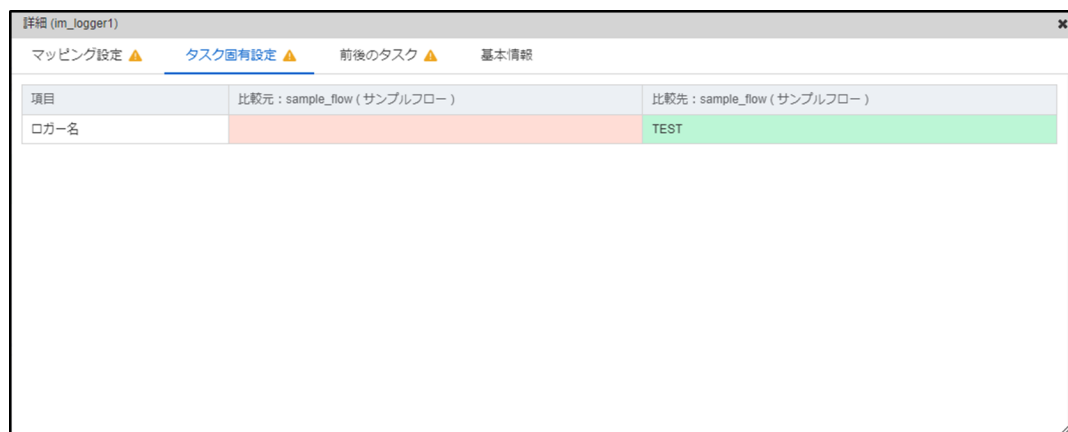 詳細 (im_logger1)
マッピング設定 タスク固有設定 前後のタスク 基本情報
項目 比較元：sample_flow ( サンプルフロー ) 比較先：sample_flow ( サンプルフロー )
ロガー名 TEST